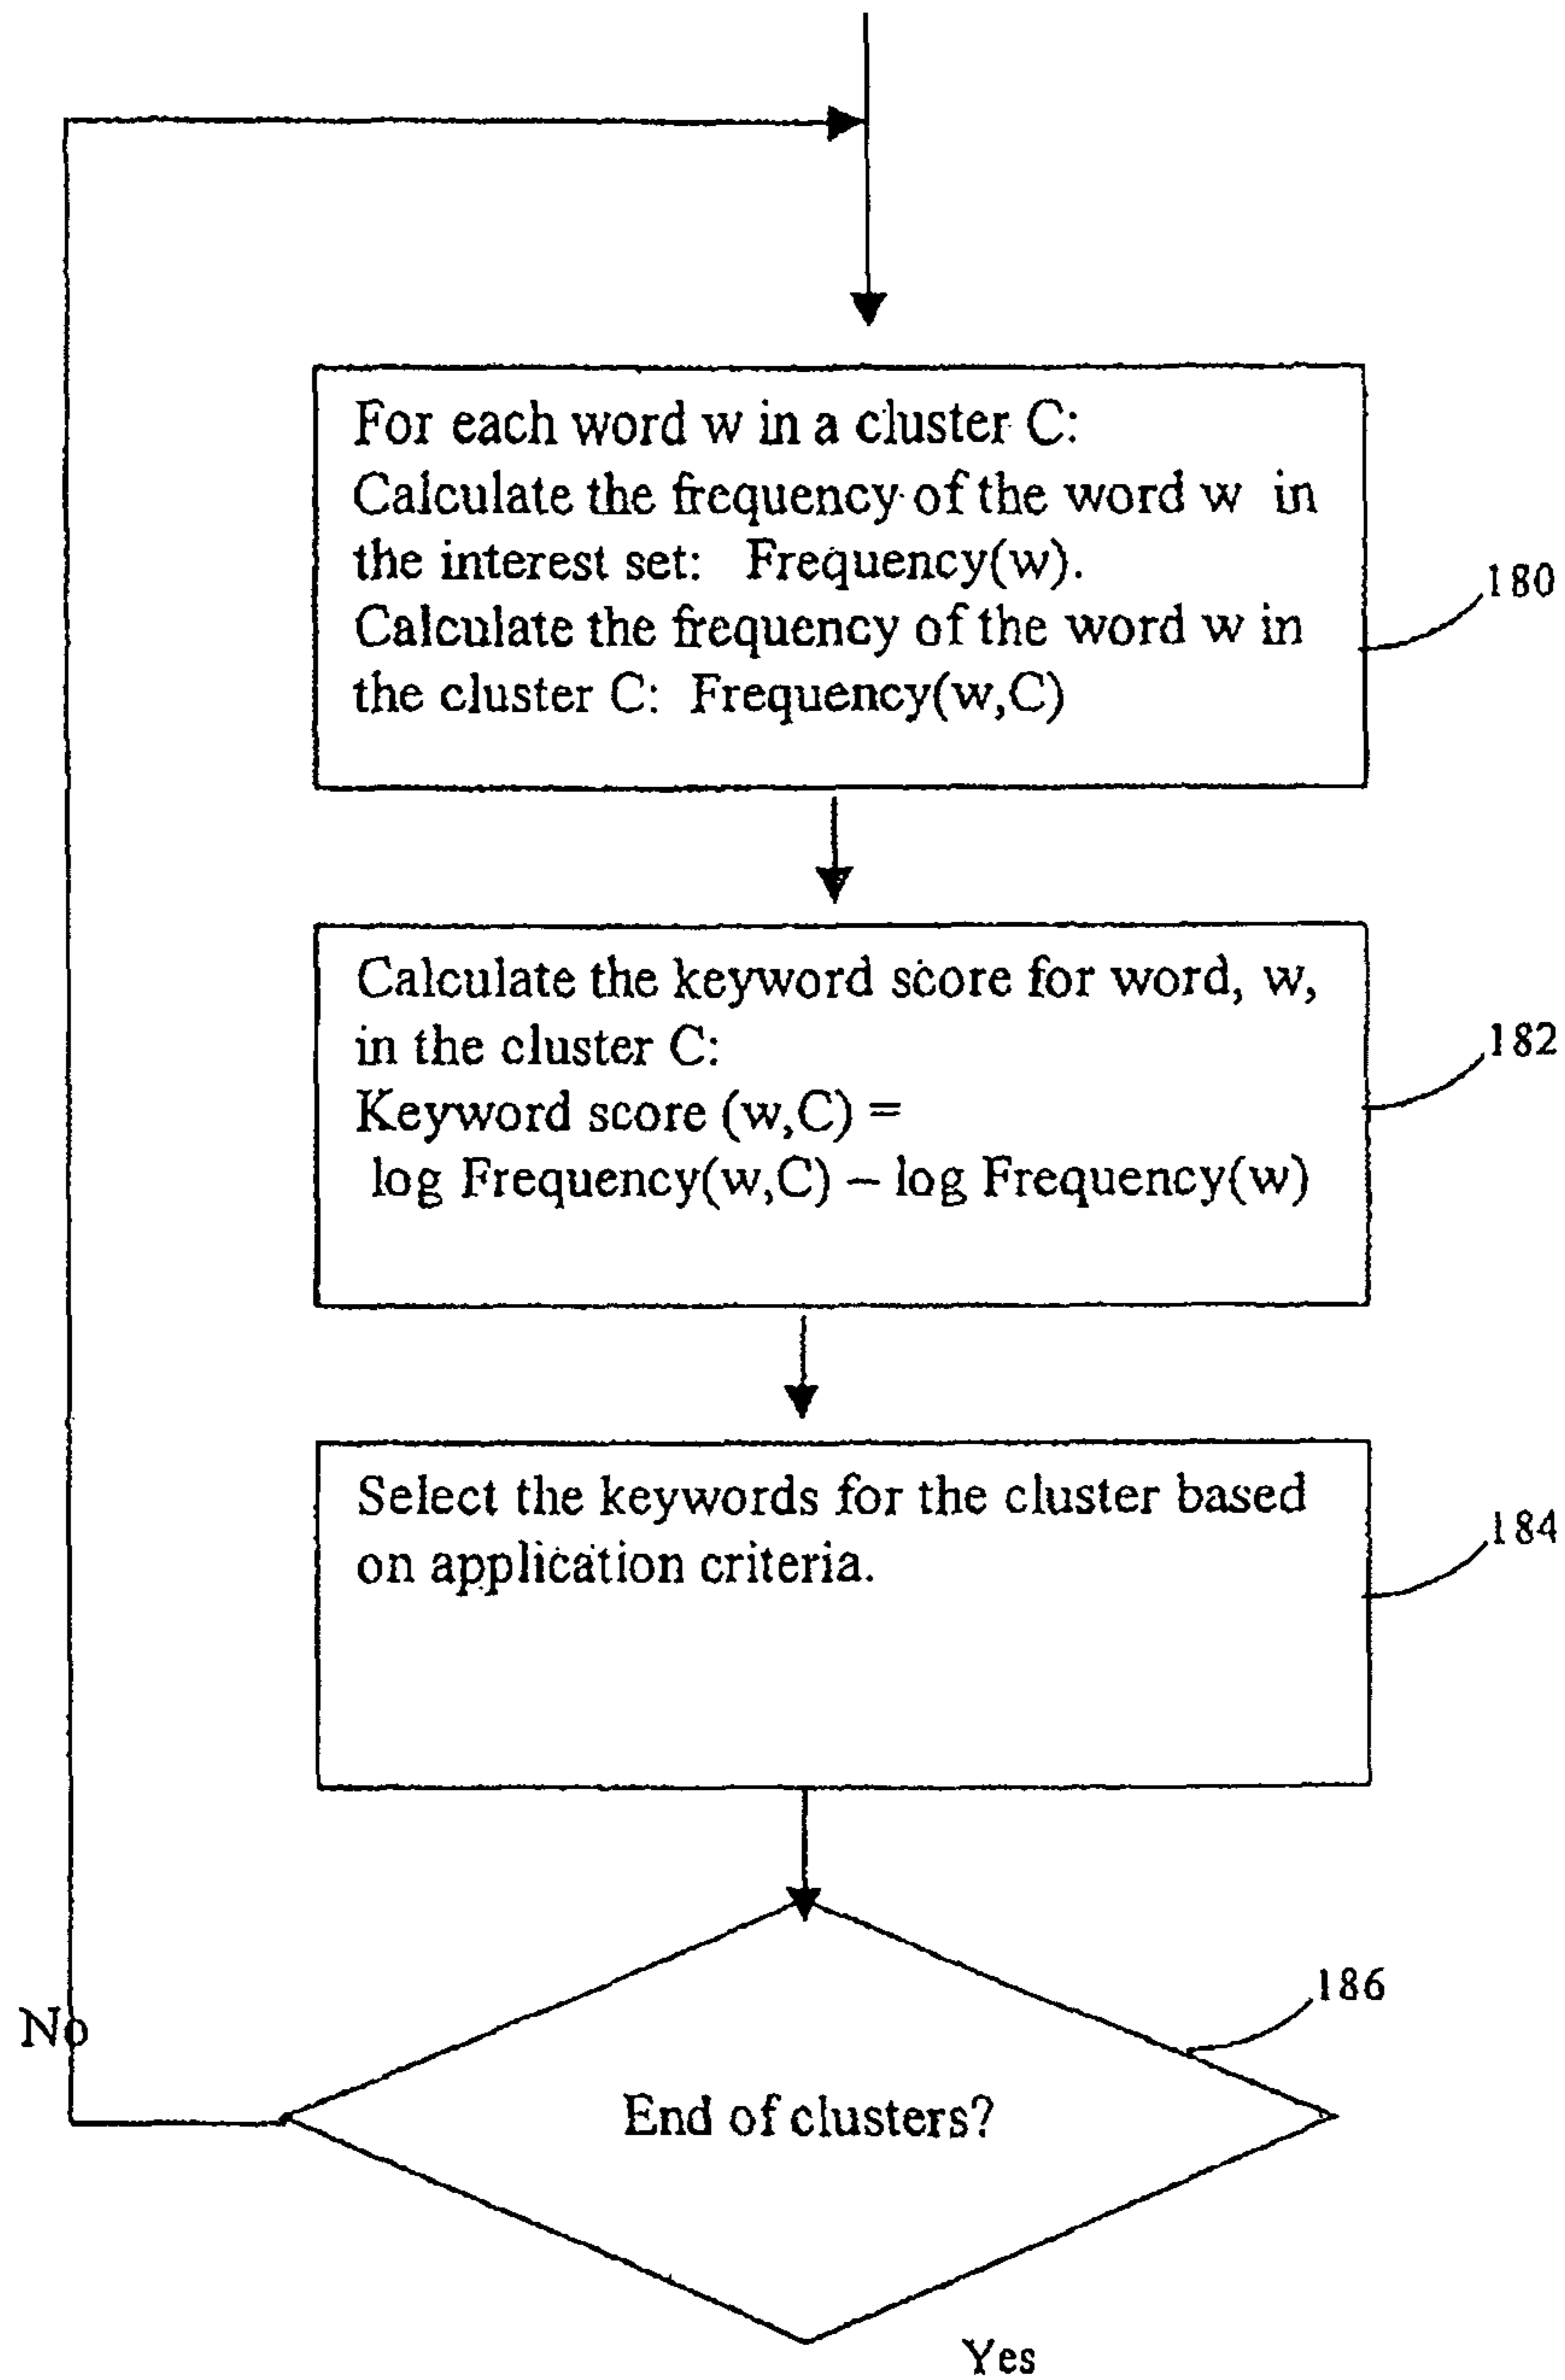 For each word w in a cluster C:
Calculate the frequency of the word w in
the interest set: Frequency(w).
Calculate the frequency of the word w in
the cluster C: Frequency(w,C)
180
Calculate the keyword score for word, w,
in the cluster C:
Keyword score (w,C) =
log Frequency(w,C) – log Frequency(w)
182
Select the keywords for the cluster based
on application criteria.
184
186
No
End of clusters?
Yes